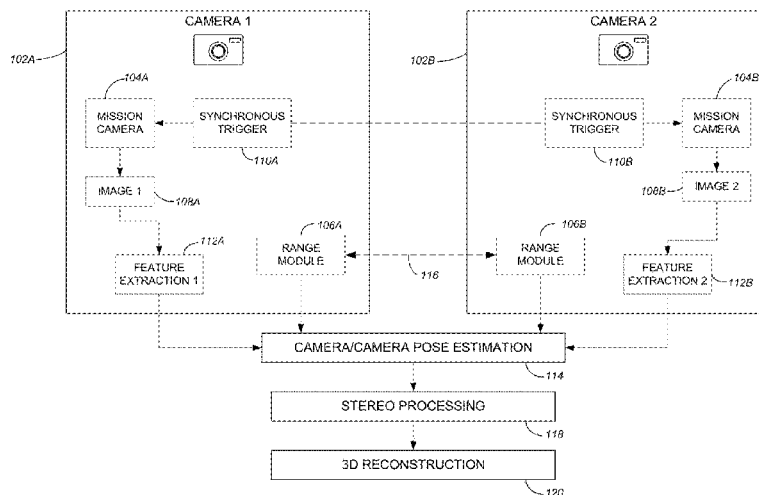 CAMERA 1
CAMERA 2
102A
102B
104A
104B
MISSION
CAMERA
SYNCHRONOUS
TRIGGER
SYNCHRONOUS
TRIGGER
MISSION
CAMERA
110A
110B
IMAGE 1
108A
IMAGE 2
108B
106A
106B
112A
RANGE
MODULE
RANGE
MODULE
116
FEATURE
EXTRACTION 1
FEATURE
EXTRACTION 2
112B
CAMERA/CAMERA POSE ESTIMATION
114
STEREO PROCESSING
118
3D RECONSTRUCTION
120